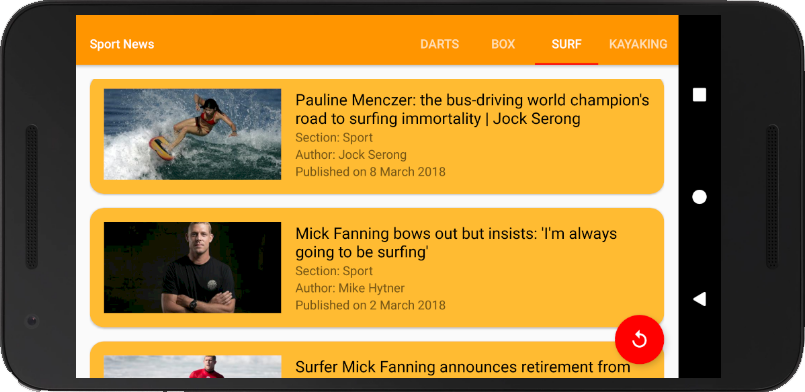 Sport News
DARTS
BOX
SURF
KAYAKING
Pauline Menczer: the bus-driving world champion's
road to surfing immortality | Jock Serong
Section: Sport
Author: Jock Serong
Published on 8 March 2018
Mick Fanning bows out but insists: 'I'm always
going to be surfing'
Section: Sport
Author: Mike Hytner
Published on 2 March 2018
Surfer Mick Fanning announces retirement from